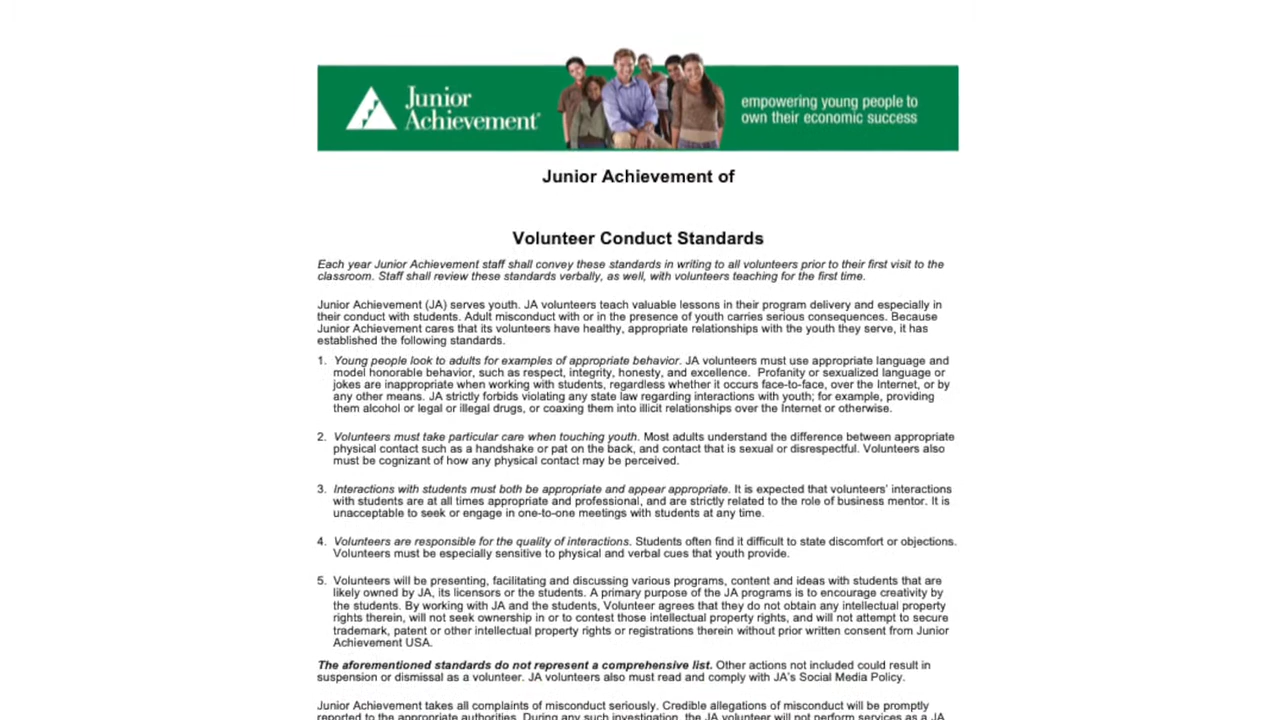 Junior
Achievement®
empowering young people to
own their economic success
Junior Achievement of
Volunteer Conduct Standards
Each year Junior Achievement staff shall convey these standards in writing to all volunteers prior to their first visit to the
classroom. Staff shall review these standards verbally, as well, with volunteers teaching for the first time.
Junior Achievement (JA) serves youth. JA volunteers teach valuable lessons in their program delivery and especially in
their conduct with students. Adult misconduct with or in the presence of youth carries serious consequences. Because
Junior Achievement cares that its volunteers have healthy, appropriate relationships with the youth they serve, it has
established the following standards.
1. Young people look to adults for examples of appropriate behavior. JA volunteers must use appropriate language and
model honorable behavior, such as respect, integrity, honesty, and excellence. Profanity or sexualized language or
jokes are inappropriate when working with students, regardless whether it occurs face-to-face, over the Internet, or by
any other means. JA strictly forbids violating any state law regarding interactions with youth; for example, providing
them alcohol or legal or illegal drugs, or coaxing them into illicit relationships over the Internet or otherwise.
2. Volunteers must take particular care when touching youth. Most adults understand the difference between appropriate
physical contact such as a handshake or pat on the back, and contact that is sexual or disrespectful. Volunteers also
must be cognizant of how any physical contact may be perceived.
3. Interactions with students must both be appropriate and appear appropriate. It is expected that volunteers' interactions
with students are at all times appropriate and professional, and are strictly related to the role of business mentor. It is
unacceptable to seek or engage in one-to-one meetings with students at any time.
4. Volunteers are responsible for the quality of interactions. Students often find it difficult to state discomfort or objections.
Volunteers must be especially sensitive to physical and verbal cues that youth provide.
5. Volunteers will be presenting, facilitating and discussing various programs, content and ideas with students that are
likely owned by JA, its licensors or the students. A primary purpose of the JA programs is to encourage creativity by
the students. By working with JA and the students, Volunteer agrees that they do not obtain any intellectual property
rights therein, will not seek ownership in or to contest those intellectual property rights, and will not attempt to secure
trademark, patent or other intellectual property rights or registrations therein without prior written consent from Junior
Achievement USA.
The aforementioned standards do not represent a comprehensive list. Other actions not included could result in
suspension or dismissal as a volunteer. JA volunteers also must read and comply with JA's Social Media Policy.
Junior Achievement takes all complaints of misconduct seriously. Credible allegations of misconduct will be promptly
reported to the appropriate authorities. During any such investigation, the JA volunteer will not perform services as a JA